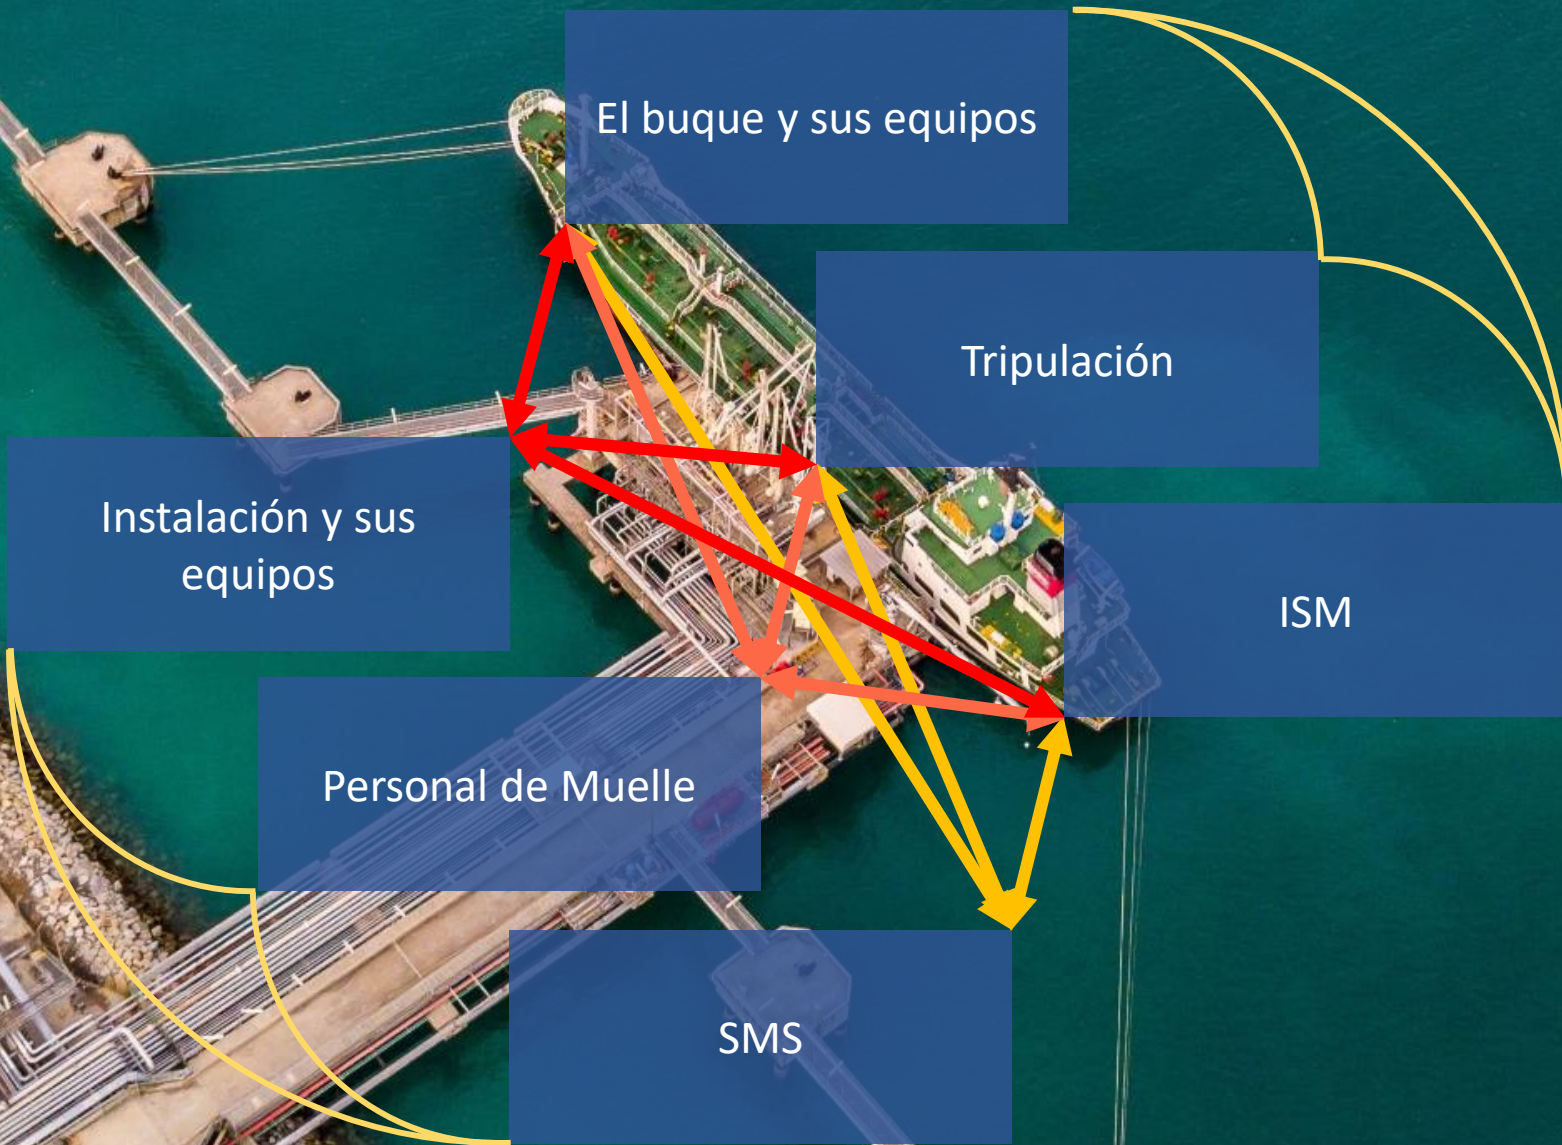 El buque y sus equipos
Tripulación
Instalación y sus
equipos
ISM
Personal de Muelle
SMS